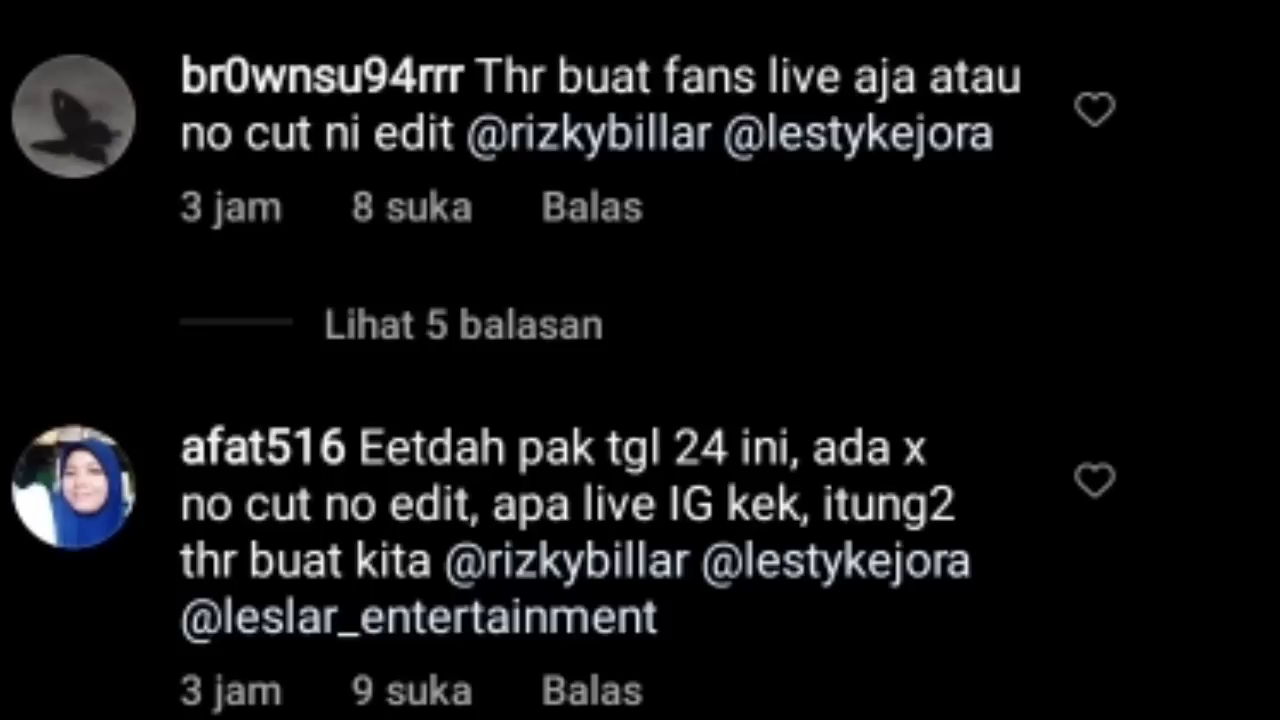 br0wnsu94rrr Thr buat fans live aja atau
no cut ni edit @rizkybillar @lestykejora
3 jam 8 suka Balas
Lihat 5 balasan
afat516 Eetdah pak tgl 24 ini, ada x
no cut no edit, apa live IG kek, itung2
thr buat kita @rizkybillar @lestykejora
@leslar_entertainment
3 jam 9 suka Balas